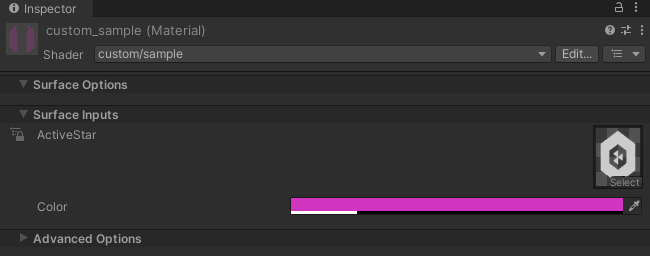 Inspector
custom_sample (Material)
Shader custom/sample Edit...
Surface Options
Surface Inputs
ActiveStar
Select
Color
Advanced Options